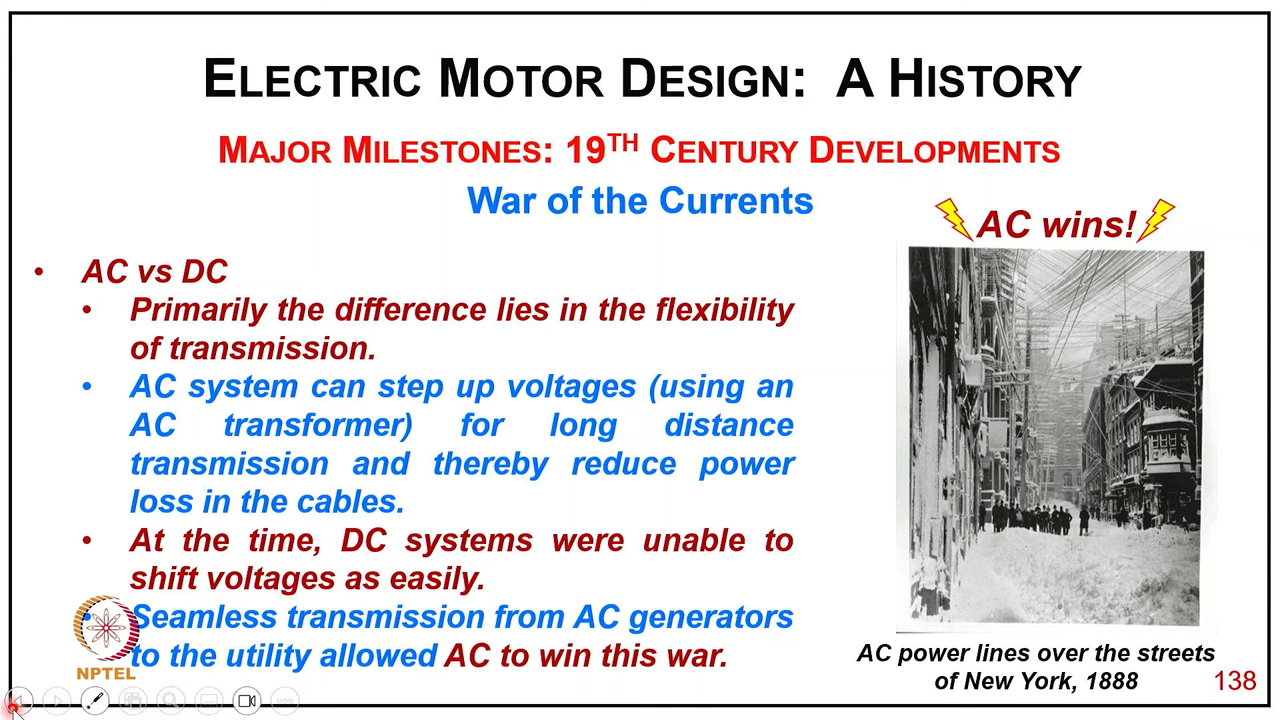 ELECTRIC MOTOR DESIGN: A HISTORY
MAJOR MILESTONES: 19TH CENTURY DEVELOPMENTS
War of the Currents
AC wins!
• AC vs DC
• Primarily the difference lies in the flexibility
of transmission.
• AC system can step up voltages (using an
AC transformer) for long distance
transmission and thereby reduce power
loss in the cables.
• At the time, DC systems were unable to
shift voltages as easily.
• Seamless transmission from AC generators
to the utility allowed AC to win this war.
AC power lines over the streets
of New York, 1888
138
NPTEL